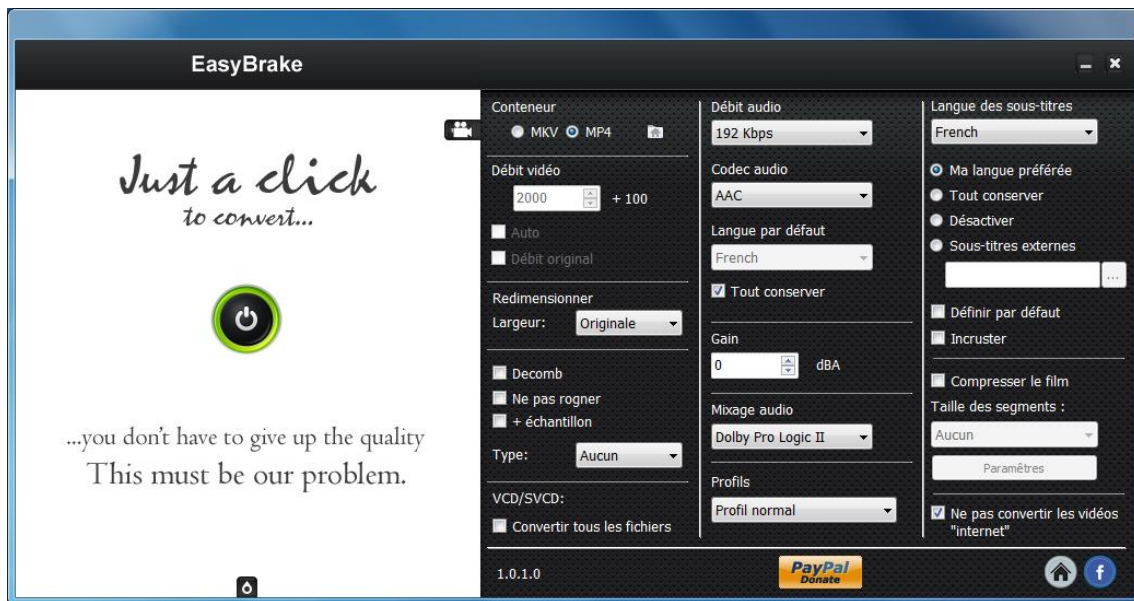 EasyBrake
Just a click
to convert...
...you don't have to give up the quality
This must be our problem.
Conteneur
MKV MP4
Débit vidéo
2000 + 100
Auto
Débit original
Redimensionner
Largeur: Originale
Decomb
Ne pas rogner
+ échantillon
Type: Aucun
VCD/SVCD:
Convertir tous les fichiers
Débit audio
192 Kbps
Codec audio
AAC
Langue par défaut
French
Tout conserver
Gain
0 dBA
Mixage audio
Dolby Pro Logic II
Profils
Profil normal
Langue des sous-titres
French
Ma langue préférée
Tout conserver
Désactiver
Sous-titres externes
...
Définir par défaut
Incruster
Compresser le film
Taille des segments :
Aucun
Paramètres
Ne pas convertir les vidéos
"internet"
1.0.1.0
PayPal
Donate
f